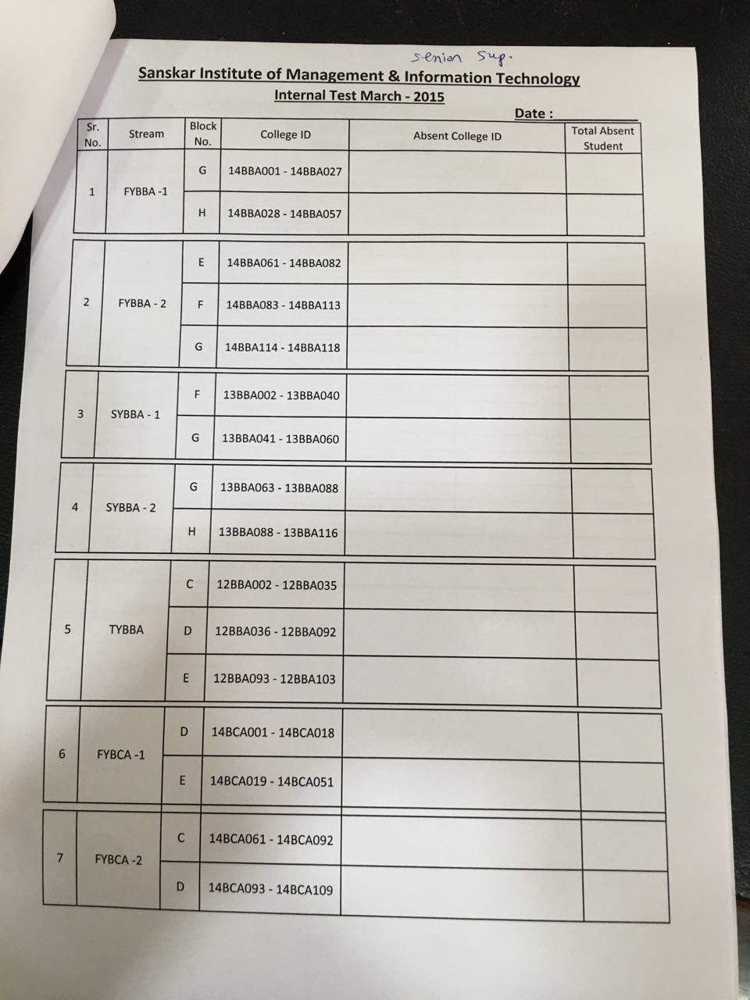 senior sup.
Sanskar Institute of Management & Information Technology
Internal Test March - 2015
Date :
Sr. No. Stream Block No. College ID Absent College ID Total Absent Student
1 FYBBA -1 G 14BBA001 - 14BBA027
H 14BBA028 - 14BBA057
2 FYBBA - 2 E 14BBA061 - 14BBA082
F 14BBA083 - 14BBA113
G 14BBA114 - 14BBA118
3 SYBBA - 1 F 13BBA002 - 13BBA040
G 13BBA041 - 13BBA060
4 SYBBA - 2 G 13BBA063 - 13BBA088
H 13BBA088 - 13BBA116
5 TYBBA C 12BBA002 - 12BBA035
D 12BBA036 - 12BBA092
E 12BBA093 - 12BBA103
6 FYBCA -1 D 14BCA001 - 14BCA018
E 14BCA019 - 14BCA051
7 FYBCA -2 C 14BCA061 - 14BCA092
D 14BCA093 - 14BCA109